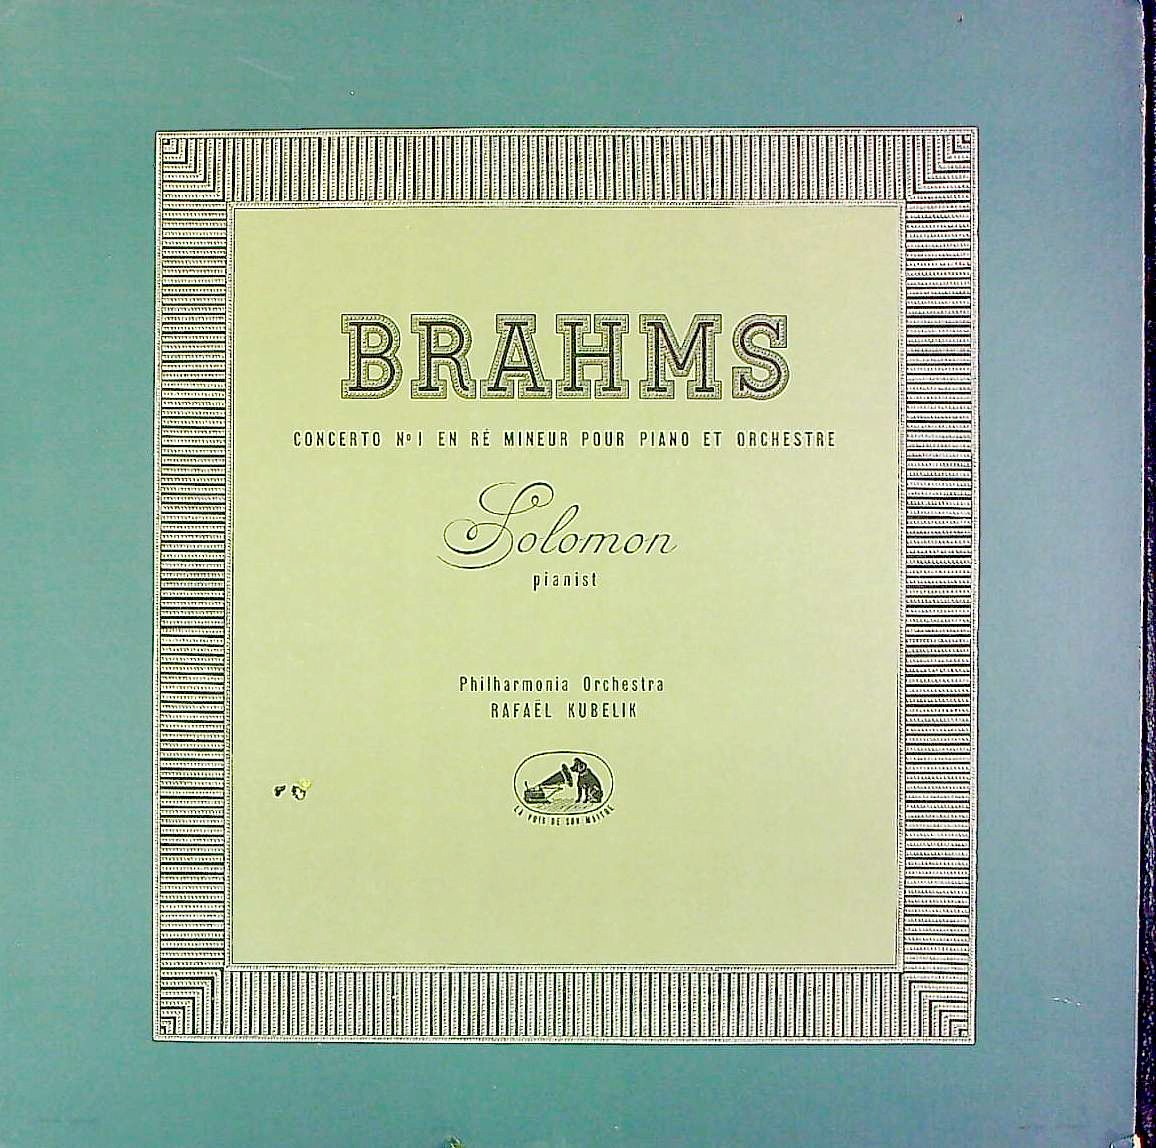 BRAHMS
CONCERTO Nº 1 EN RÉ MINEUR POUR PIANO ET ORCHESTRE
Solomon
pianist
Philharmonia Orchestra
RAFAËL KUBELIK
LA VOIX DE SON MAITRE